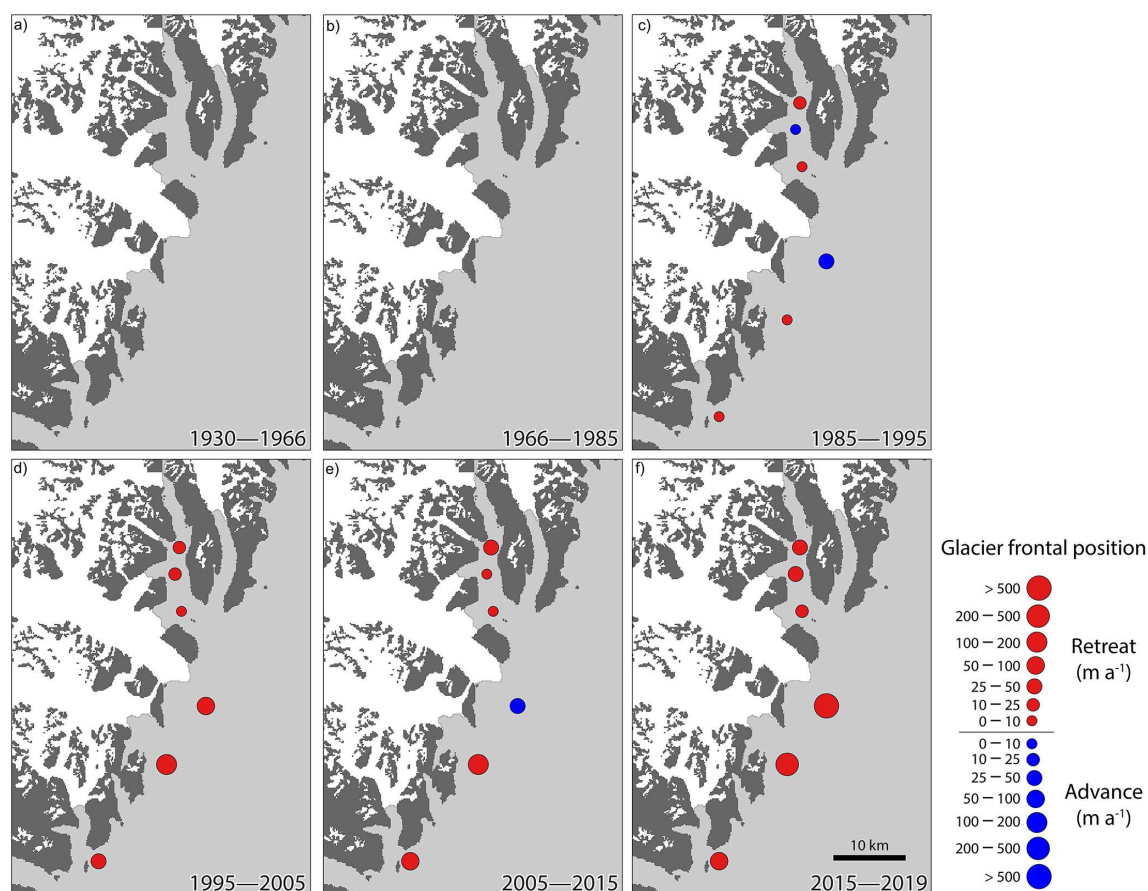 a)
1930—1966
b)
1966—1985
c)
1985—1995
d)
1995—2005
e)
2005—2015
f)
10 km
2015—2019
Glacier frontal position
> 500
200 – 500
100 – 200
50 – 100
25 – 50
10 – 25
0 – 10
Retreat
(m a⁻¹)
0 – 10
10 – 25
25 – 50
50 – 100
100 – 200
200 – 500
> 500
Advance
(m a⁻¹)